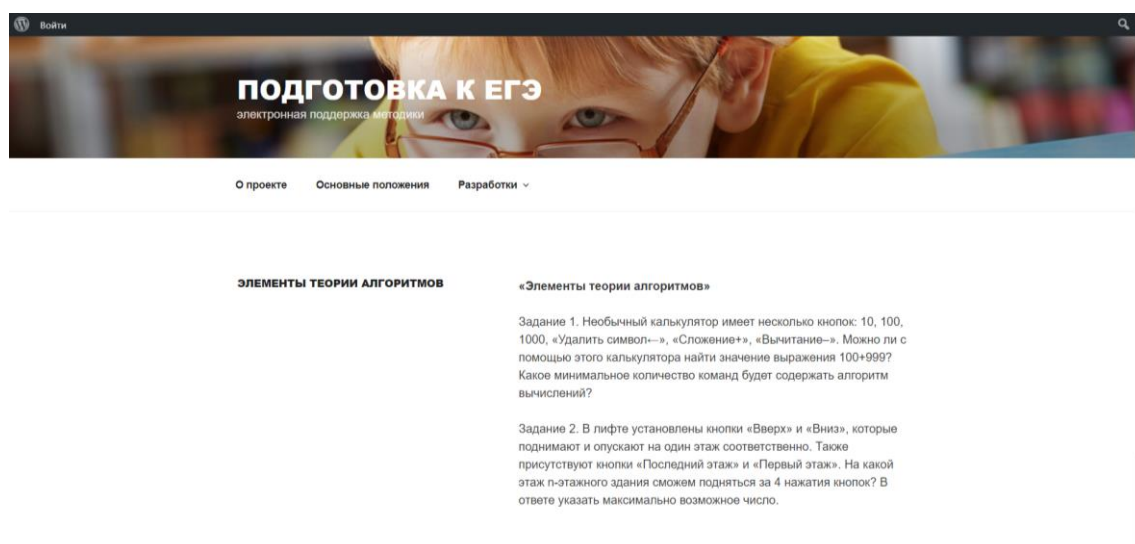 Войти
ПОДГОТОВКА К ЕГЭ
электронная поддержка методики
О проекте Основные положения Разработки
ЭЛЕМЕНТЫ ТЕОРИИ АЛГОРИТМОВ
«Элементы теории алгоритмов»
Задание 1. Необычный калькулятор имеет несколько кнопок: 10, 100,
1000, «Удалить символ←», «Сложение+», «Вычитание–». Можно ли с
помощью этого калькулятора найти значение выражения 100+999?
Какое минимальное количество команд будет содержать алгоритм
вычислений?
Задание 2. В лифте установлены кнопки «Вверх» и «Вниз», которые
поднимают и опускают на один этаж соответственно. Также
присутствуют кнопки «Последний этаж» и «Первый этаж». На какой
этаж n-этажного здания сможем подняться за 4 нажатия кнопок? В
ответе указать максимально возможное число.